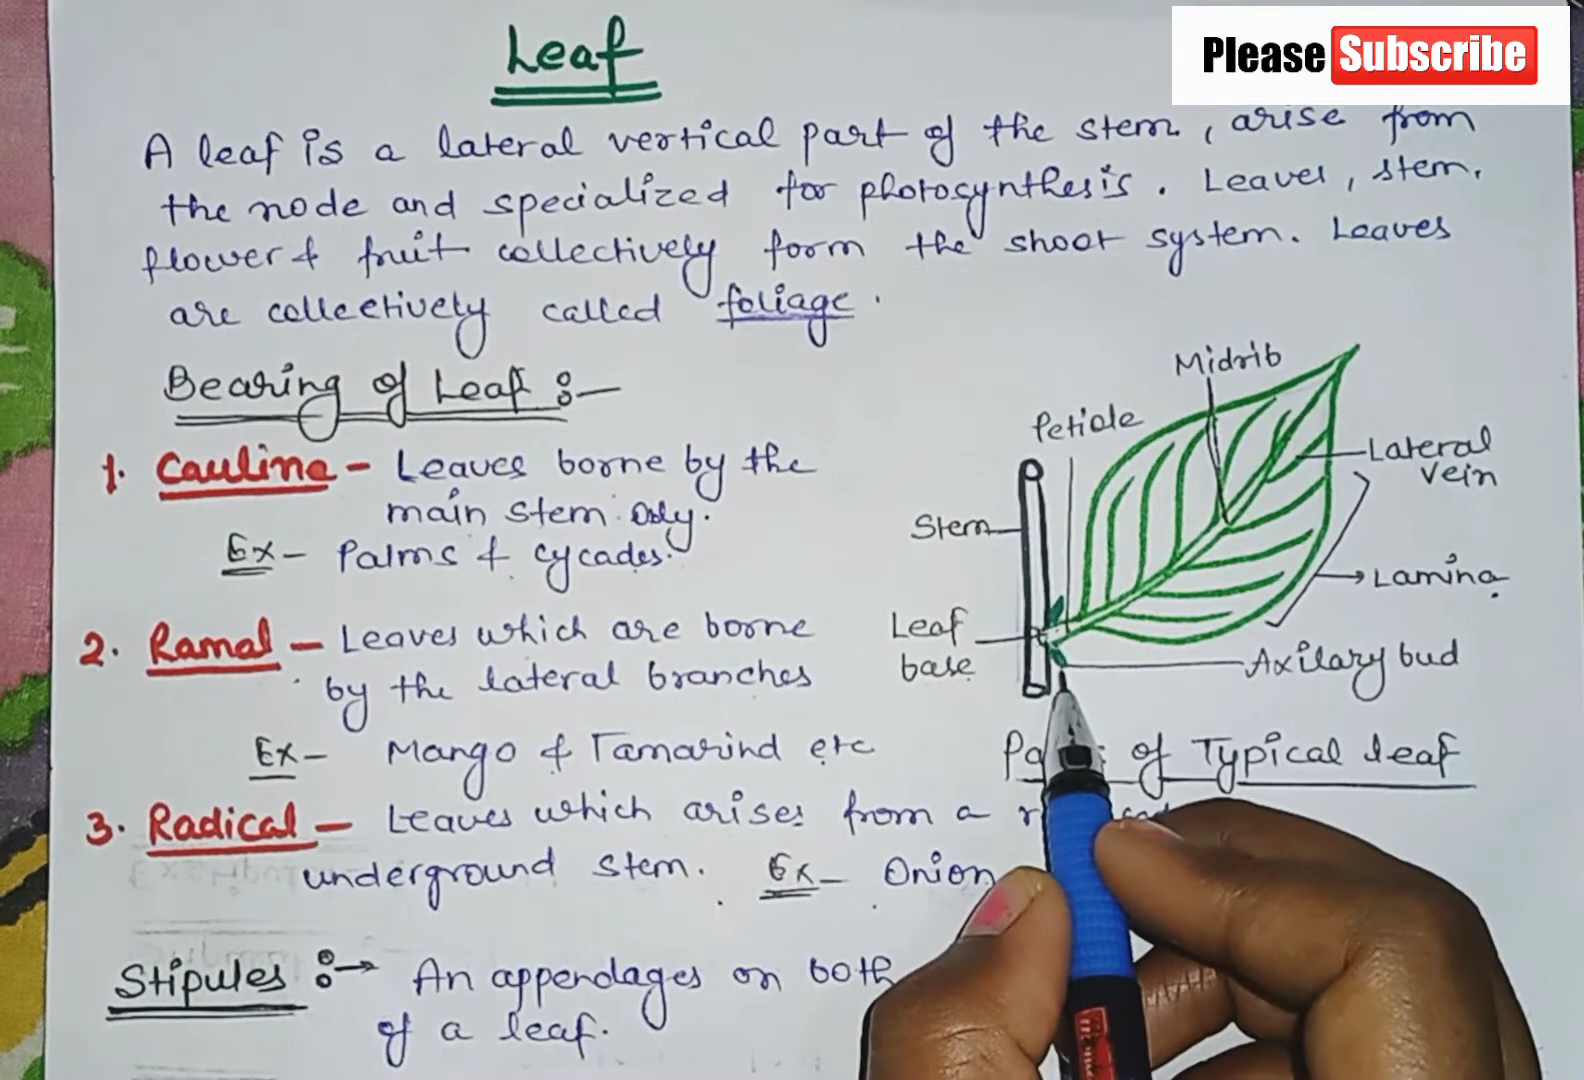 Please Subscribe
Leaf
A leaf is a lateral vertical part of the stem, arise from
the node and specialized for photosynthesis. Leaves, stem,
flower & fruit collectively form the shoot system. Leaves
are collectively called foliage.
Bearing of Leaf :-
1. Caulina - Leaves borne by the
main stem only.
Ex - Palms & cycades.
2. Ramal - Leaves which are borne
by the lateral branches
Ex - Mango & Tamarind etc
3. Radical - Leaves which arises from a
underground stem. Ex - Onion
Stipules :→ An appendages on both
of a leaf.
Midrib
Petiole
Lateral
vein
Stem
Lamina
Leaf
base
Axilary bud
of Typical leaf